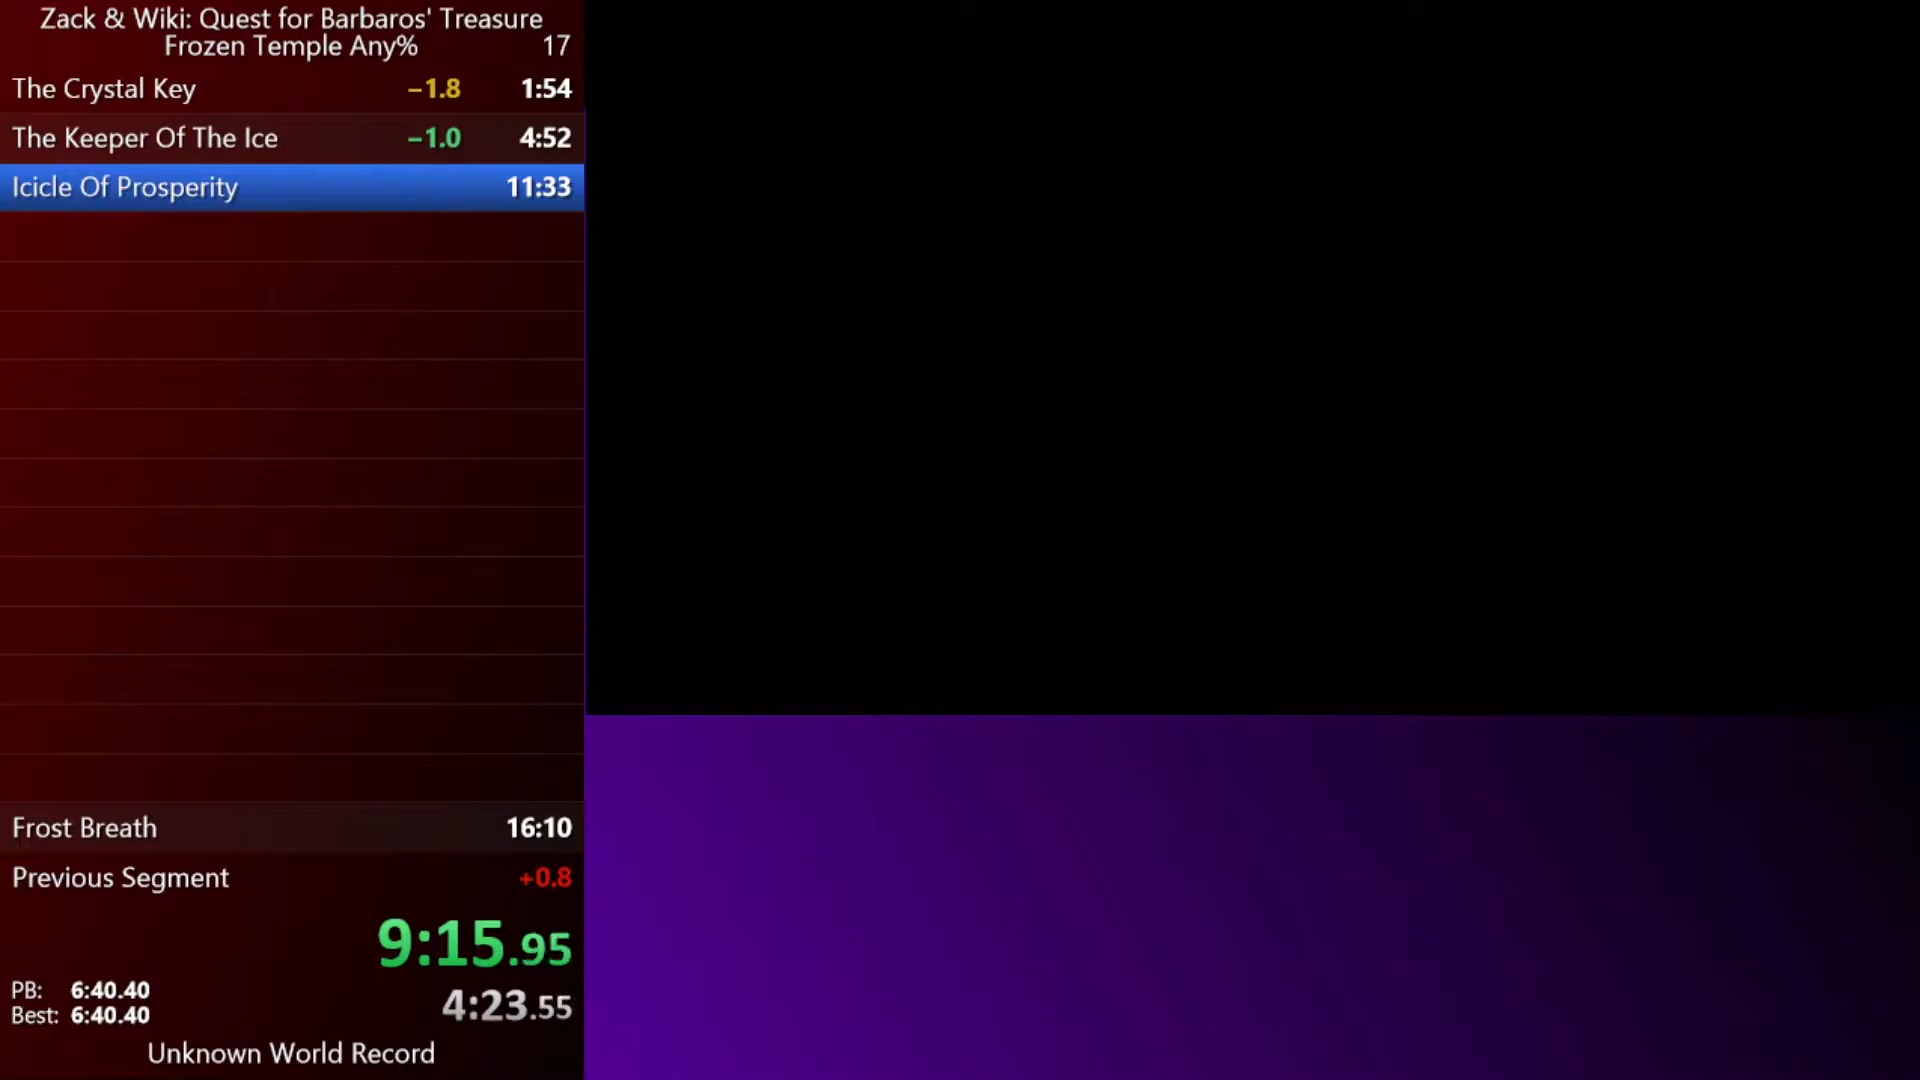 Zack & Wiki: Quest for Barbaros' Treasure
Frozen Temple Any% 17
The Crystal Key −1.8 1:54
The Keeper Of The Ice −1.0 4:52
Icicle Of Prosperity 11:33
Frost Breath 16:10
Previous Segment +0.8
9:15.95
PB: 6:40.40
Best: 6:40.40
4:23.55
Unknown World Record